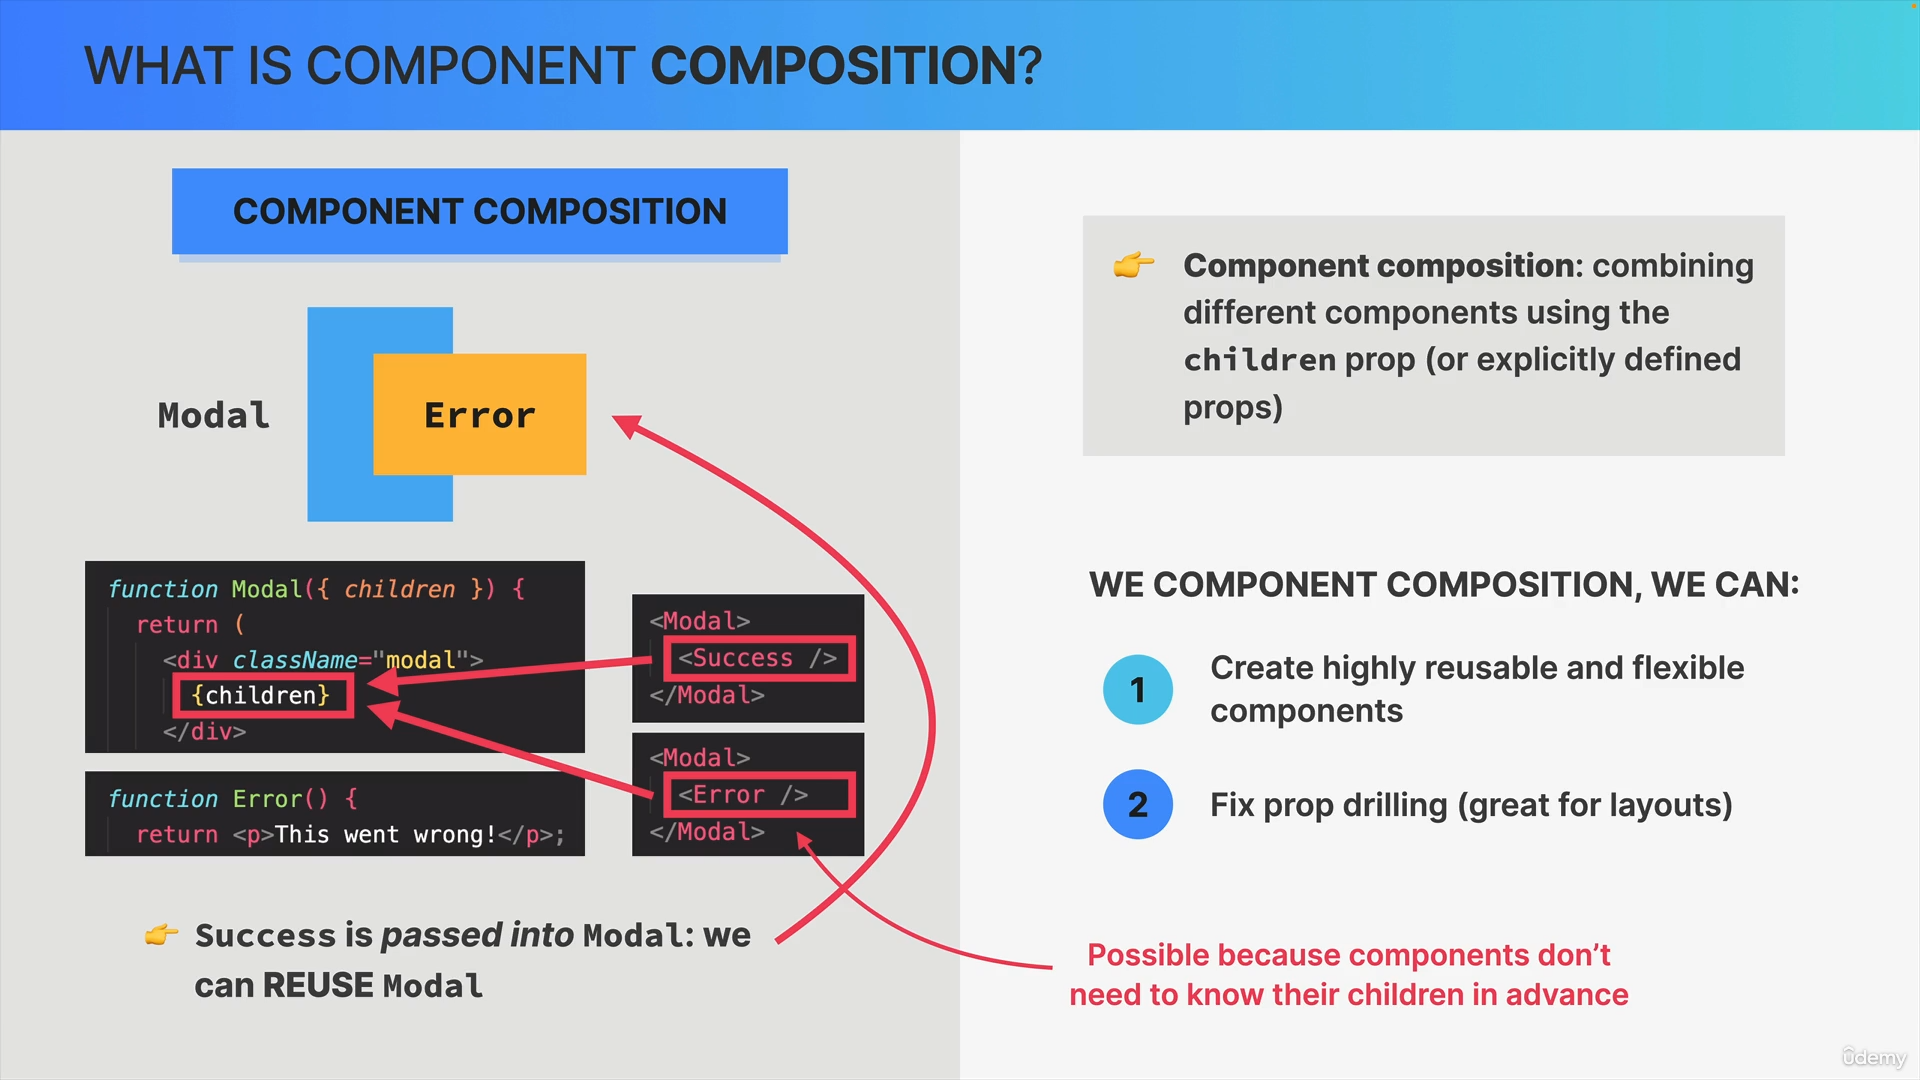 WHAT IS COMPONENT COMPOSITION?
COMPONENT COMPOSITION
Modal
Error
function Modal({ children }) {
return (
<div className="modal">
{children}
</div>
function Error() {
return <p>This went wrong!</p>;
<Modal>
<Success />
</Modal>
<Modal>
<Error />
</Modal>
👉 Success is passed into Modal: we
can REUSE Modal
👉 Component composition: combining
different components using the
children prop (or explicitly defined
props)
WE COMPONENT COMPOSITION, WE CAN:
1 Create highly reusable and flexible
components
2 Fix prop drilling (great for layouts)
Possible because components don’t
need to know their children in advance
ûdemy